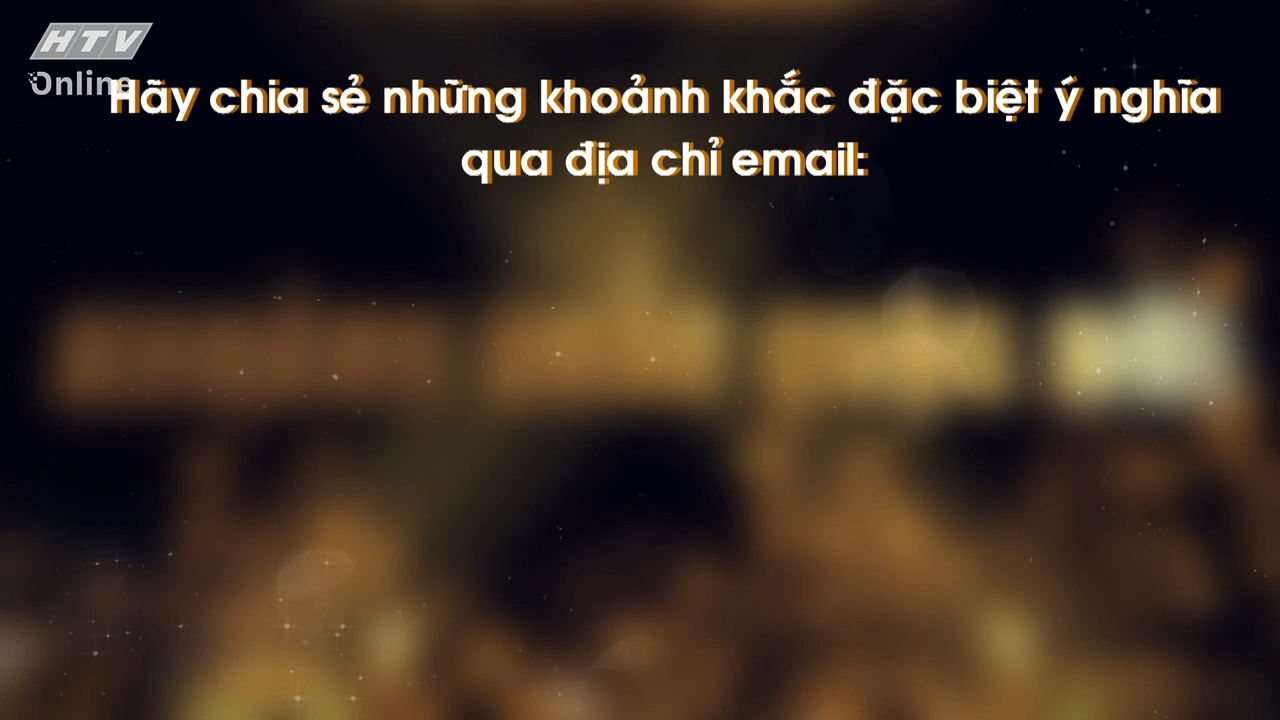 HTV
Online
Hãy chia sẻ những khoảnh khắc đặc biệt ý nghĩa
qua địa chỉ email: